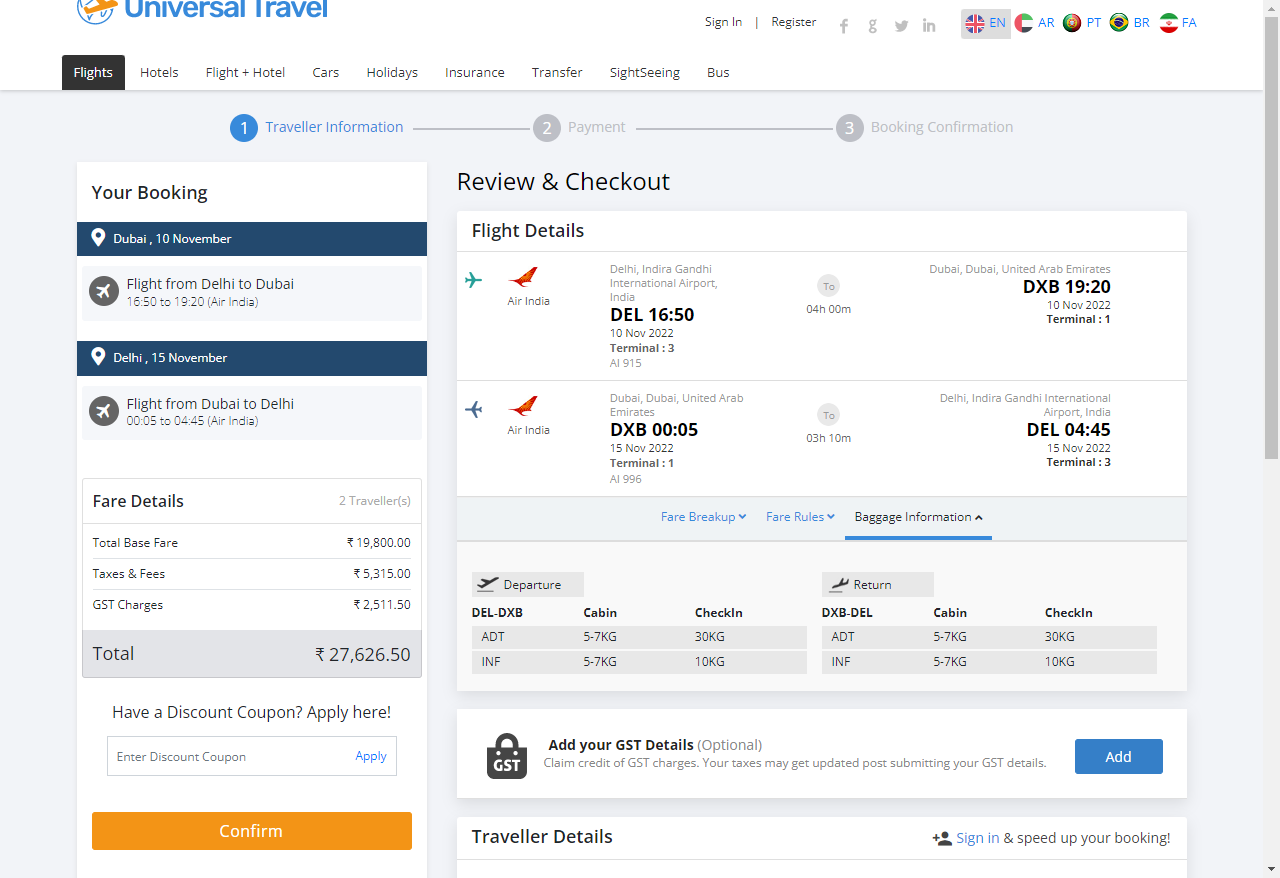 Universal Travel
Sign In | Register
EN AR PT BR FA
Flights Hotels Flight + Hotel Cars Holidays Insurance Transfer SightSeeing Bus
1 Traveller Information 2 Payment 3 Booking Confirmation
Your Booking
Dubai , 10 November
Flight from Delhi to Dubai
16:50 to 19:20 (Air India)
Delhi , 15 November
Flight from Dubai to Delhi
00:05 to 04:45 (Air India)
Fare Details 2 Traveller(s)
Total Base Fare ₹ 19,800.00
Taxes & Fees ₹ 5,315.00
GST Charges ₹ 2,511.50
Total ₹ 27,626.50
Have a Discount Coupon? Apply here!
Enter Discount Coupon Apply
Confirm
Review & Checkout
Flight Details
Air India
Delhi, Indira Gandhi
International Airport,
India
DEL 16:50
10 Nov 2022
Terminal : 3
AI 915
To
04h 00m
Dubai, Dubai, United Arab Emirates
DXB 19:20
10 Nov 2022
Terminal : 1
Air India
Dubai, Dubai, United Arab
Emirates
DXB 00:05
15 Nov 2022
Terminal : 1
AI 996
To
03h 10m
Delhi, Indira Gandhi International
Airport, India
DEL 04:45
15 Nov 2022
Terminal : 3
Fare Breakup Fare Rules Baggage Information
Departure
DEL-DXB Cabin CheckIn
ADT 5-7KG 30KG
INF 5-7KG 10KG
Return
DXB-DEL Cabin CheckIn
ADT 5-7KG 30KG
INF 5-7KG 10KG
GST
Add your GST Details (Optional)
Claim credit of GST charges. Your taxes may get updated post submitting your GST details.
Add
Traveller Details
Sign in & speed up your booking!